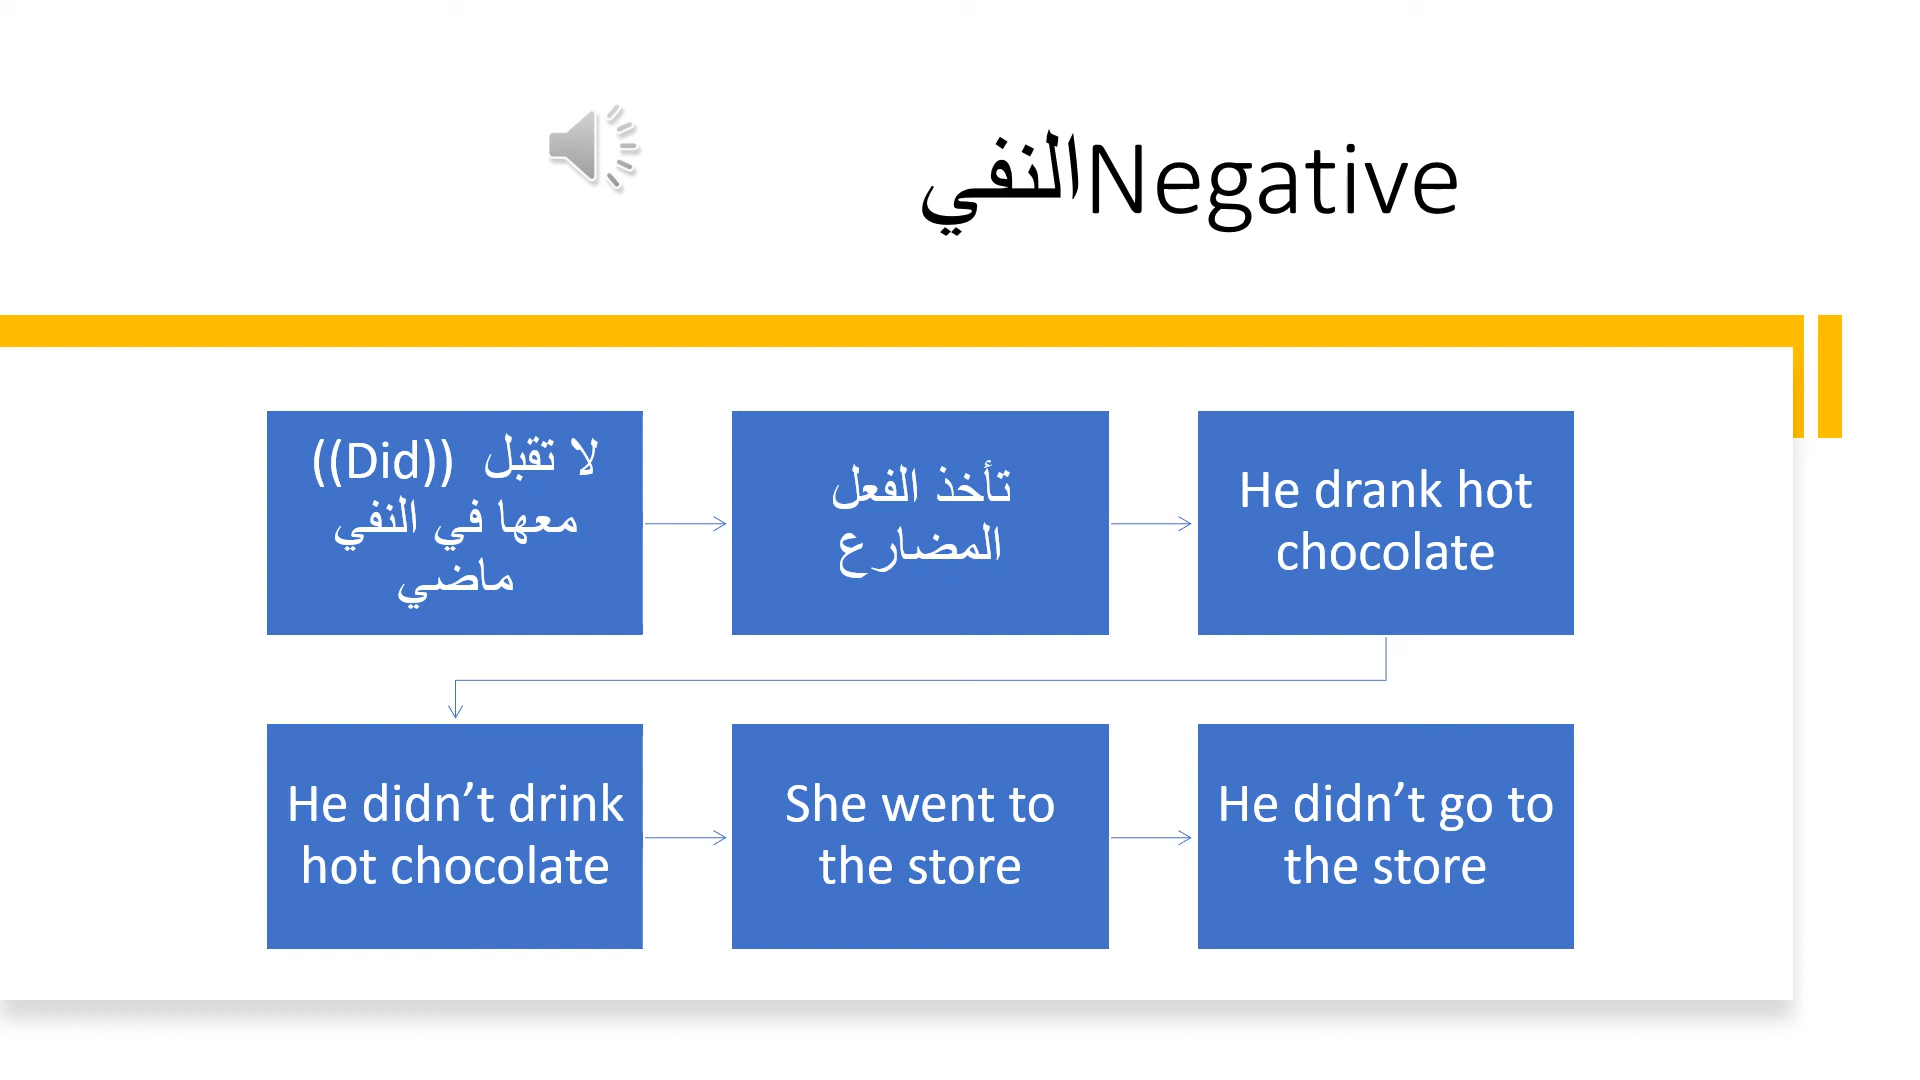 النفيNegative
لا تقبل ((Did))
معها في النفي
ماضي
تأخذ الفعل
المضارع
He drank hot
chocolate
He didn’t drink
hot chocolate
She went to
the store
He didn’t go to
the store